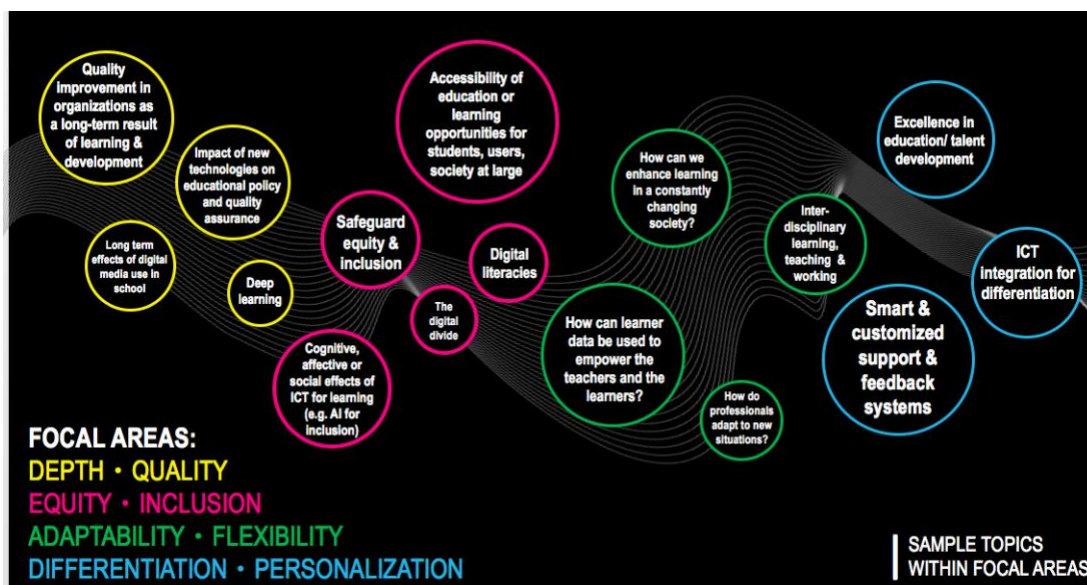 Quality
improvement in
organizations as
a long-term result
of learning &
development
Impact of new
technologies on
educational policy
and quality
assurance
Long term
effects of digital
media use in
school
Deep
learning
Safeguard
equity &
inclusion
Accessibility of
education or
learning
opportunities for
students, users,
society at large
Digital
literacies
The
digital
divide
Cognitive,
affective or
social effects of
ICT for learning
(e.g. AI for
inclusion)
How can we
enhance learning
in a constantly
changing
society?
Inter-
disciplinary
learning,
teaching &
working
How can learner
data be used to
empower the
teachers and the
learners?
How do
professionals
adapt to new
situations?
Excellence in
education/ talent
development
ICT
integration for
differentiation
Smart &
customized
support &
feedback
systems
FOCAL AREAS:
DEPTH • QUALITY
EQUITY • INCLUSION
ADAPTABILITY • FLEXIBILITY
DIFFERENTIATION • PERSONALIZATION
SAMPLE TOPICS
WITHIN FOCAL AREAS